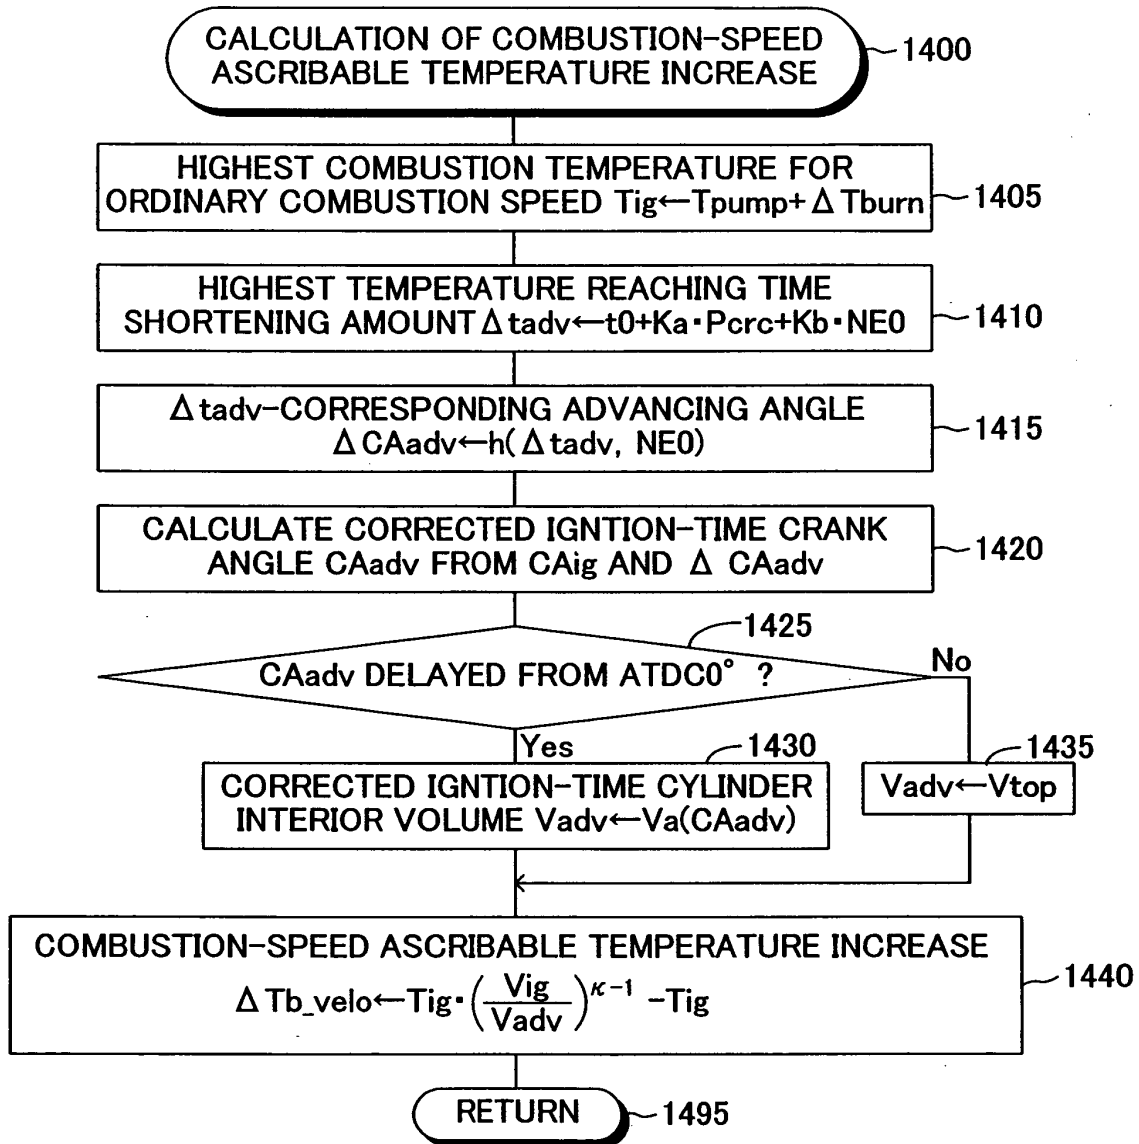 CALCULATION OF COMBUSTION-SPEED
ASCRIBABLE TEMPERATURE INCREASE
1400
HIGHEST COMBUSTION TEMPERATURE FOR
ORDINARY COMBUSTION SPEED Tig←Tpump+ΔTburn
1405
HIGHEST TEMPERATURE REACHING TIME
SHORTENING AMOUNT Δtadv←t0+Ka·Pcrc+Kb·NE0
1410
Δtadv-CORRESPONDING ADVANCING ANGLE
ΔCAadv←h(Δtadv, NE0)
1415
CALCULATE CORRECTED IGNTION-TIME CRANK
ANGLE CAadv FROM CAig AND Δ CAadv
1420
1425
CAadv DELAYED FROM ATDC0° ?
No
Yes
1430
CORRECTED IGNTION-TIME CYLINDER
INTERIOR VOLUME Vadv←Va(CAadv)
1435
Vadv←Vtop
COMBUSTION-SPEED ASCRIBABLE TEMPERATURE INCREASE
ΔTb_velo←Tig·(Vig/Vadv)^κ-1 -Tig
1440
RETURN
1495